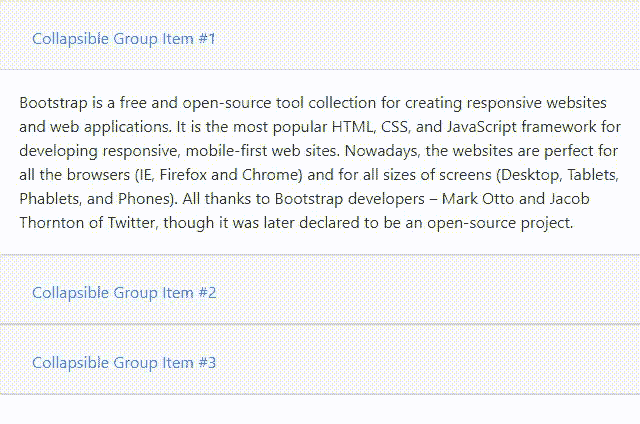 Collapsible Group Item #1
Bootstrap is a free and open-source tool collection for creating responsive websites
and web applications. It is the most popular HTML, CSS, and JavaScript framework for
developing responsive, mobile-first web sites. Nowadays, the websites are perfect for
all the browsers (IE, Firefox and Chrome) and for all sizes of screens (Desktop, Tablets,
Phablets, and Phones). All thanks to Bootstrap developers – Mark Otto and Jacob
Thornton of Twitter, though it was later declared to be an open-source project.
Collapsible Group Item #2
Collapsible Group Item #3